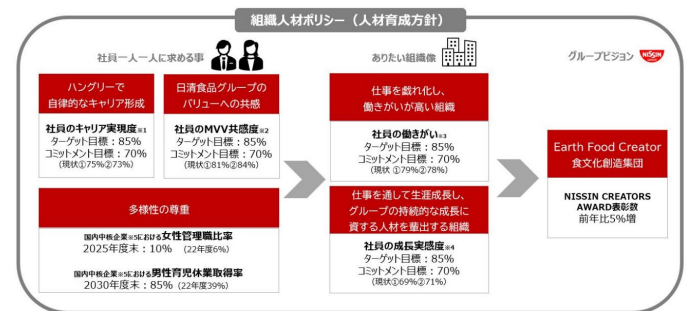 組織人材ポリシー（人材育成方針）
社員一人一人に求める事
ハングリーで
自律的なキャリア形成
社員のキャリア実現度※1
ターゲット目標：85%
コミットメント目標：70%
(現状①75%②73%)
日清食品グループの
バリューへの共感
社員のMVV共感度※2
ターゲット目標：85%
コミットメント目標：70%
(現状①81%②84%)
多様性の尊重
国内中核企業※5における女性管理職比率
2025年度末：10% (22年度6%)
国内中核企業※5における男性育児休業取得率
2030年度末：85% (22年度39%)
ありたい組織像
仕事を戯れ化し、
働きがいが高い組織
社員の働きがい※3
ターゲット目標：85%
コミットメント目標：70%
(現状①79%②78%)
仕事を通して生涯成長し、
グループの持続的な成長に
資する人材を輩出する組織
社員の成長実感度※4
ターゲット目標：85%
コミットメント目標：70%
(現状①69%②71%)
グループビジョン
NISSIN
Earth Food Creator
食文化創造集団
NISSIN CREATORS
AWARD表彰数
前年比5%増